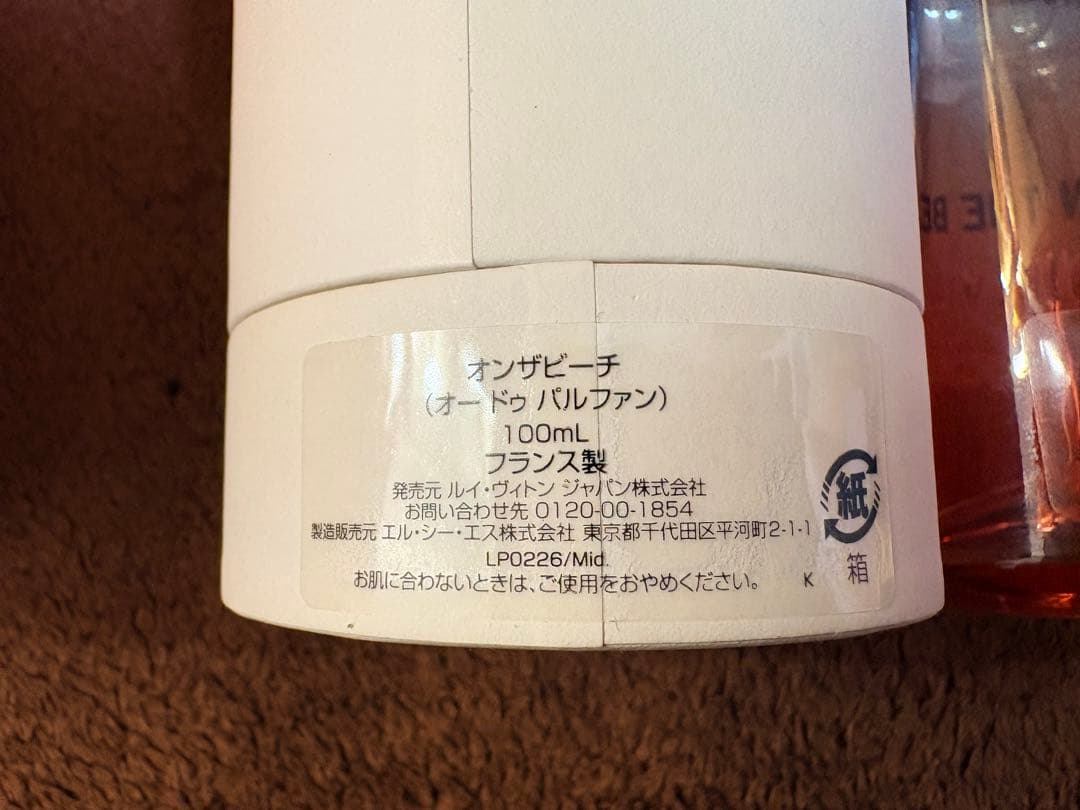 オンザビーチ
(オー ドゥ パルファン)
100mL
フランス製
発売元 ルイ・ヴィトン ジャパン株式会社
お問い合わせ先 0120-00-1854
製造販売元 エル・シー・エス株式会社 東京都千代田区平河町2-1-1
LP0226/Mid.
お肌に合わないときは、ご使用をおやめください。 K
紙
箱